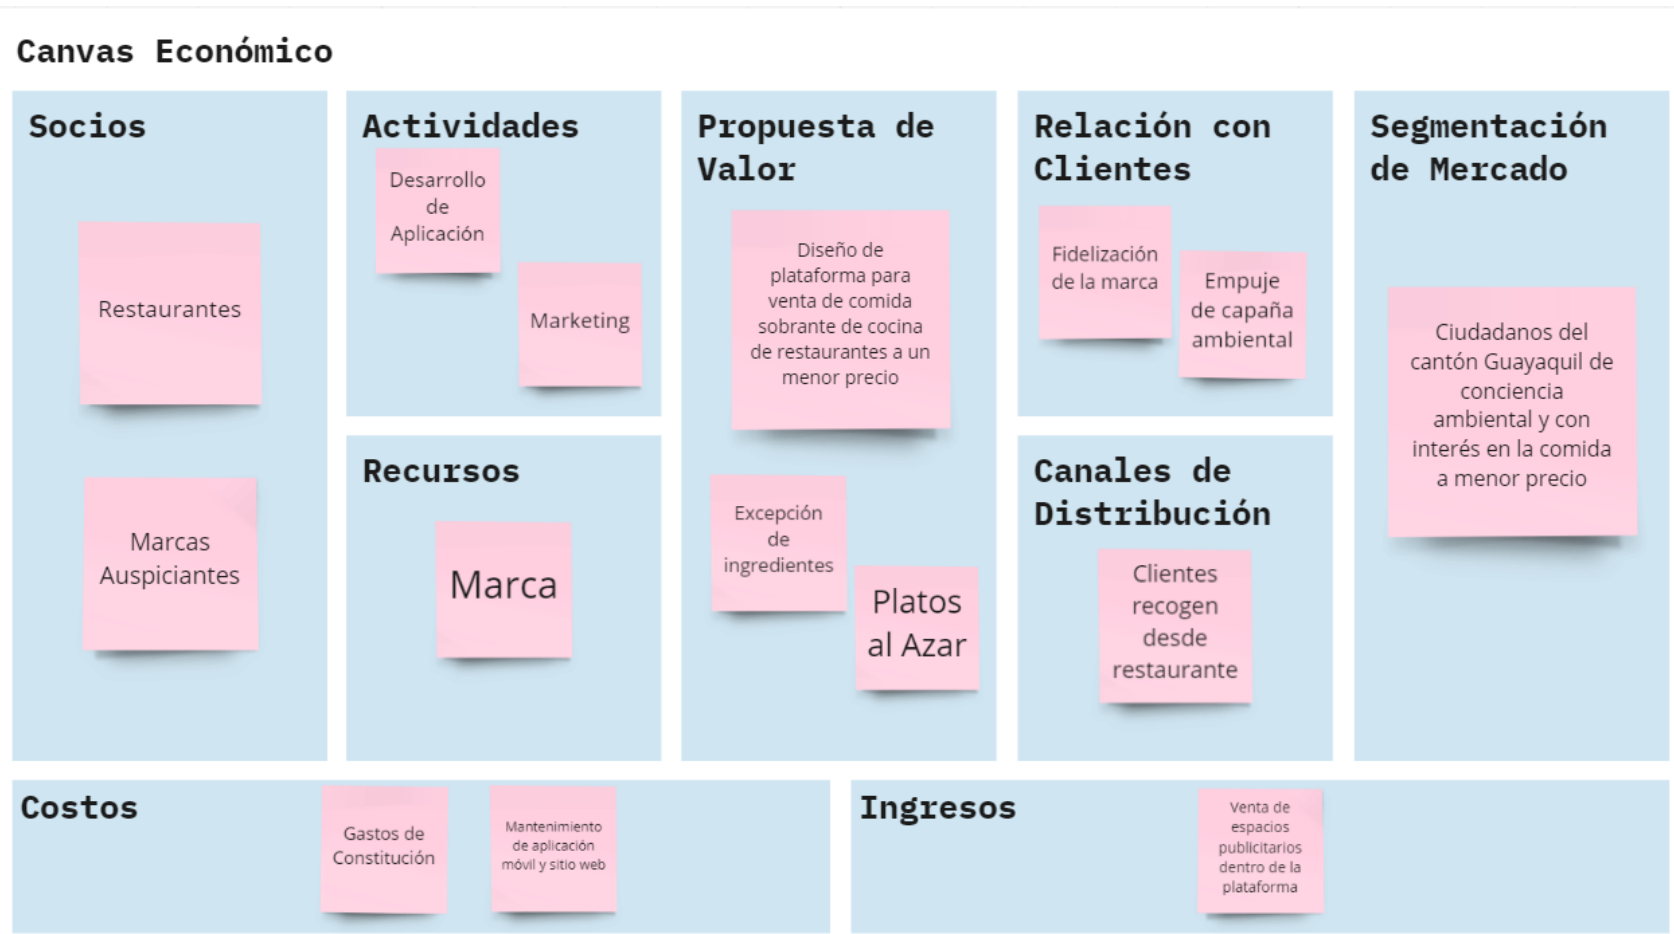 Canvas Económico
Socios
Restaurantes
Marcas
Auspiciantes
Actividades
Desarrollo
de
Aplicación
Marketing
Recursos
Marca
Propuesta de
Valor
Diseño de
plataforma para
venta de comida
sobrante de cocina
de restaurantes a un
menor precio
Excepción
de
ingredientes
Platos
al Azar
Relación con
Clientes
Fidelización
de la marca
Empuje
de capaña
ambiental
Canales de
Distribución
Clientes
recogen
desde
restaurante
Segmentación
de Mercado
Ciudadanos del
cantón Guayaquil de
conciencia
ambiental y con
interés en la comida
a menor precio
Costos
Gastos de
Constitución
Mantenimiento
de aplicación
móvil y sitio web
Ingresos
Venta de
espacios
publicitarios
dentro de la
plataforma